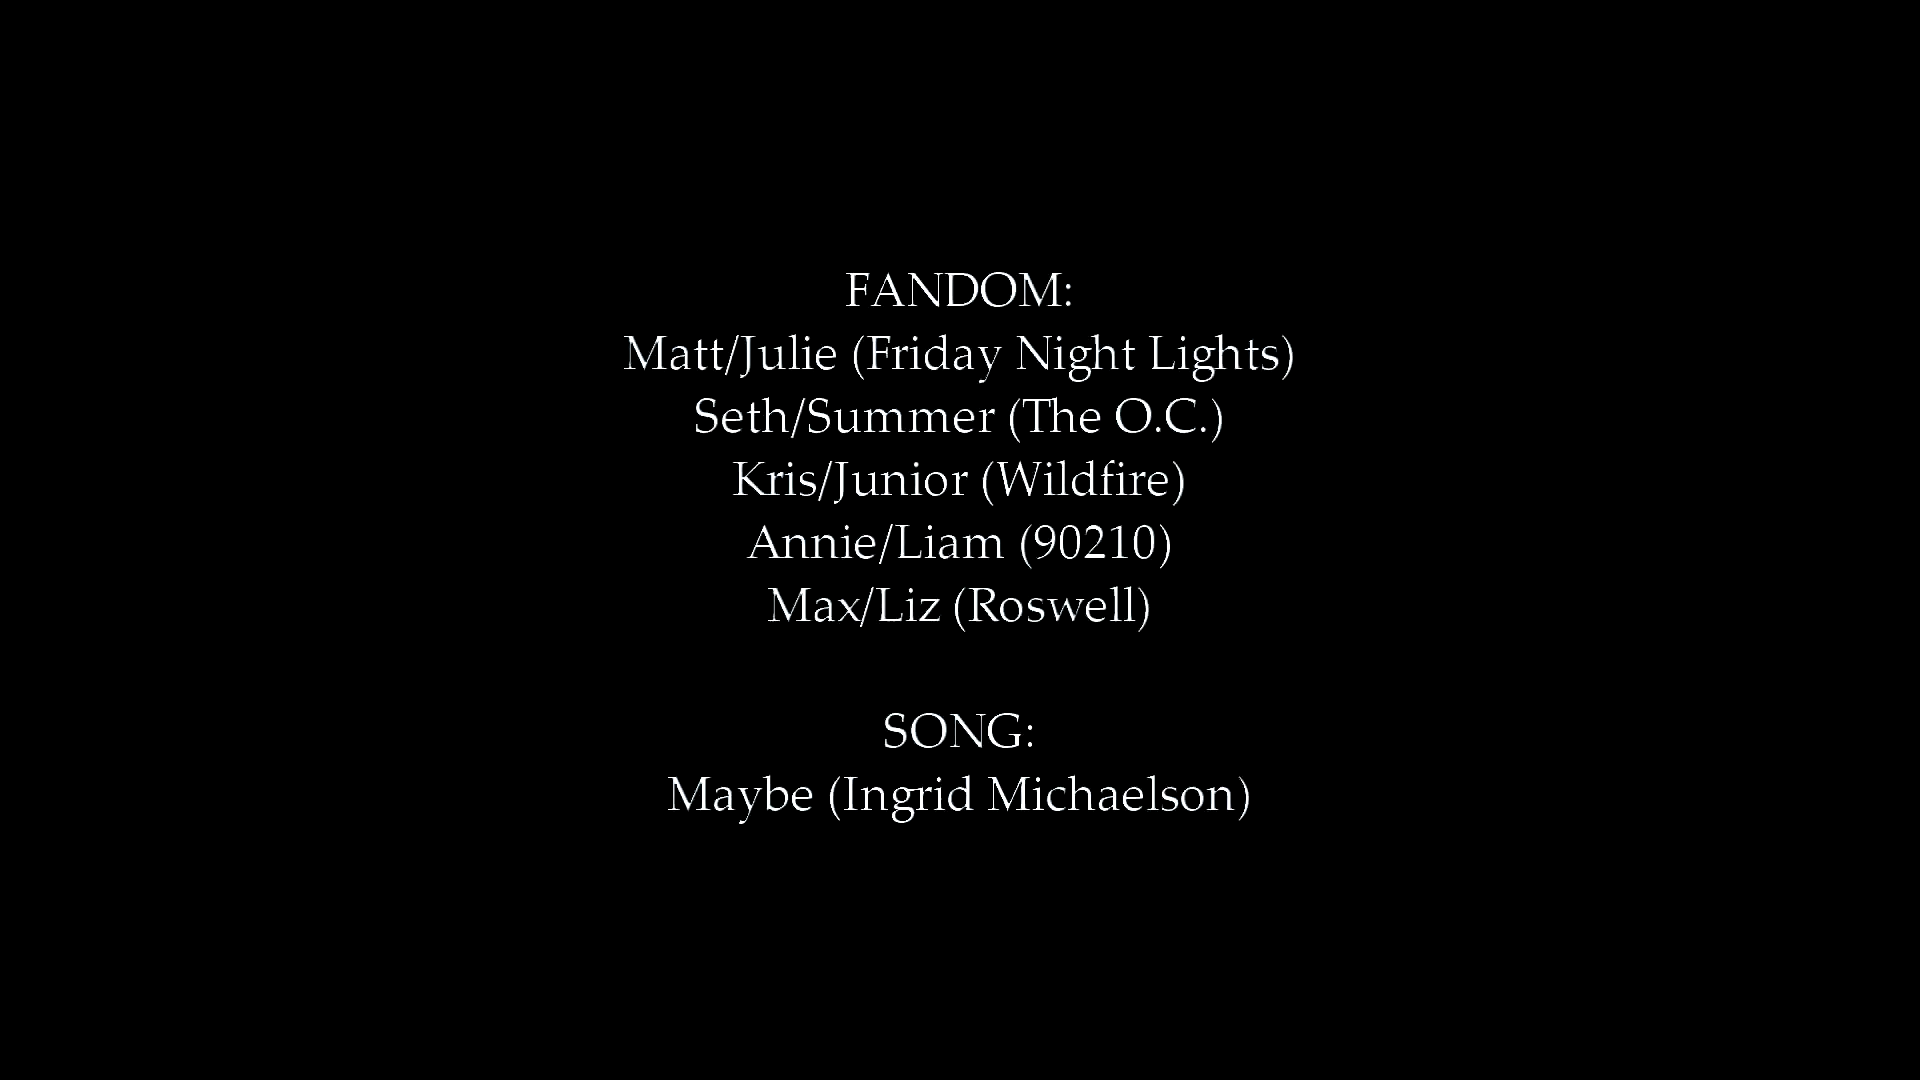 FANDOM:
Matt/Julie (Friday Night Lights)
Seth/Summer (The O.C.)
Kris/Junior (Wildfire)
Annie/Liam (90210)
Max/Liz (Roswell)
SONG:
Maybe (Ingrid Michaelson)